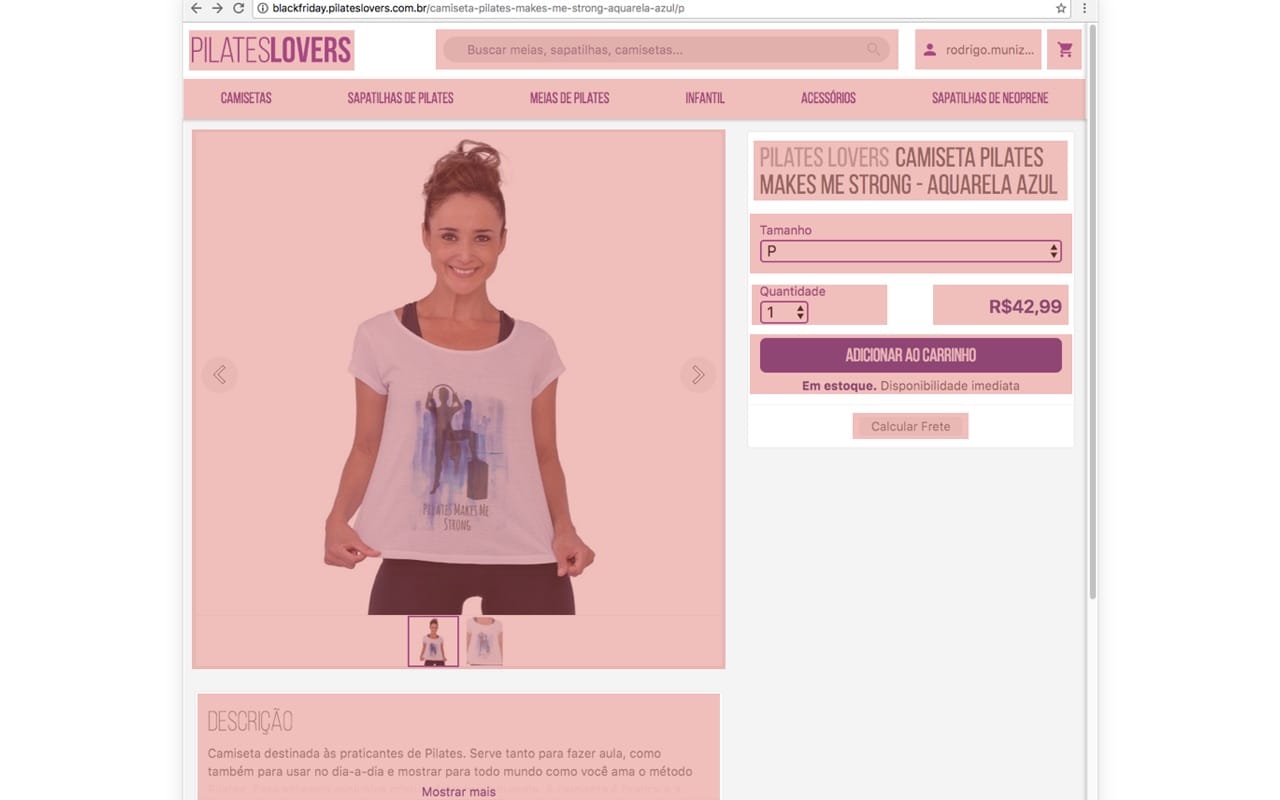 blackfriday.pilateslovers.com.br/camiseta-pilates-makes-me-strong-aquarela-azul/p
PILATESLOVERS
Buscar meias, sapatilhas, camisetas...
rodrigo.muniz...
CAMISETAS
SAPATILHAS DE PILATES
MEIAS DE PILATES
INFANTIL
ACESSÓRIOS
SAPATILHAS DE NEOPRENE
PILATES MAKES ME
STRONG
PILATES LOVERS CAMISETA PILATES
MAKES ME STRONG - AQUARELA AZUL
Tamanho
P
Quantidade
1
R$42,99
ADICIONAR AO CARRINHO
Em estoque. Disponibilidade imediata
Calcular Frete
DESCRIÇÃO
Camiseta destinada às praticantes de Pilates. Serve tanto para fazer aula, como
também para usar no dia-a-dia e mostrar para todo mundo como você ama o método
Mostrar mais